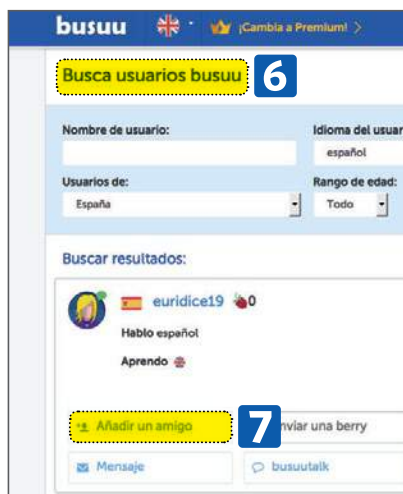 busuu ¡Cambia a Premium! >
Busca usuarios busuu 6
Nombre de usuario: Idioma del usuar
español
Usuarios de: Rango de edad:
España Todo
Buscar resultados:
euridice19 0
Hablo español
Aprendo
Añadir un amigo 7 nviar una berry
Mensaje busuutalk